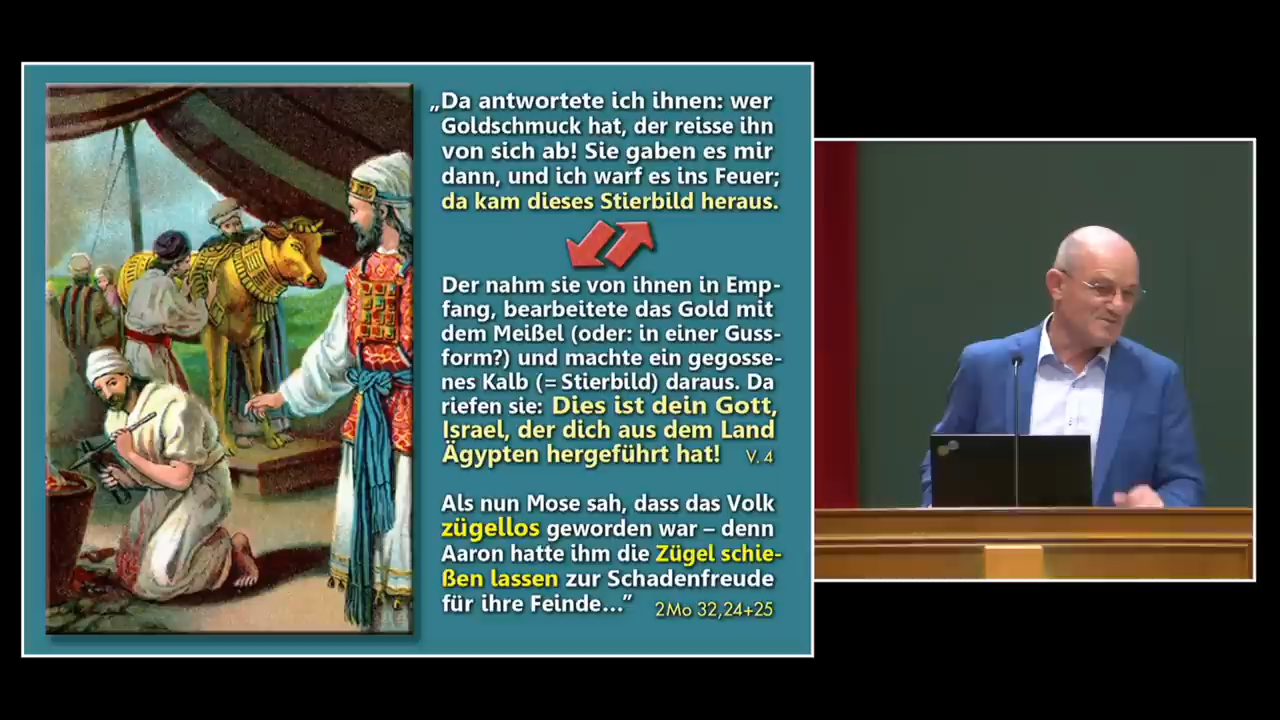 „Da antwortete ich ihnen: wer
Goldschmuck hat, der reisse ihn
von sich ab! Sie gaben es mir
dann, und ich warf es ins Feuer;
da kam dieses Stierbild heraus.
Der nahm sie von ihnen in Emp-
fang, bearbeitete das Gold mit
dem Meißel (oder: in einer Guss-
form?) und machte ein gegosse-
nes Kalb (= Stierbild) daraus. Da
riefen sie: Dies ist dein Gott,
Israel, der dich aus dem Land
Ägypten hergeführt hat! V. 4
Als nun Mose sah, dass das Volk
zügellos geworden war – denn
Aaron hatte ihm die Zügel schie-
ßen lassen zur Schadenfreude
für ihre Feinde...” 2Mo 32,24+25